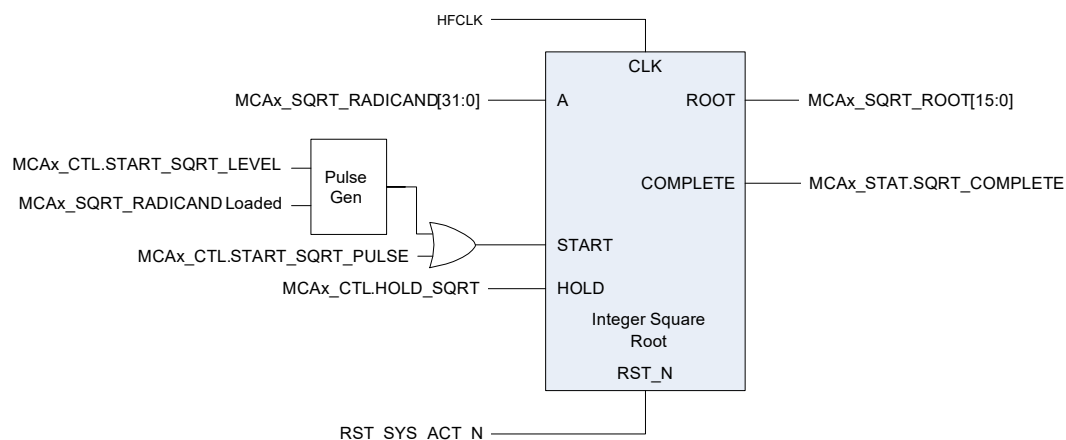 HFCLK
CLK
MCAx_SQRT_RADICAND[31:0]
A
ROOT
MCAx_SQRT_ROOT[15:0]
MCAx_CTL.START_SQRT_LEVEL
Pulse
Gen
MCAx_SQRT_RADICAND Loaded
COMPLETE
MCAx_STAT.SQRT_COMPLETE
MCAx_CTL.START_SQRT_PULSE
START
MCAx_CTL.HOLD_SQRT
HOLD
Integer Square
Root
RST_N
RST_SYS_ACT_N